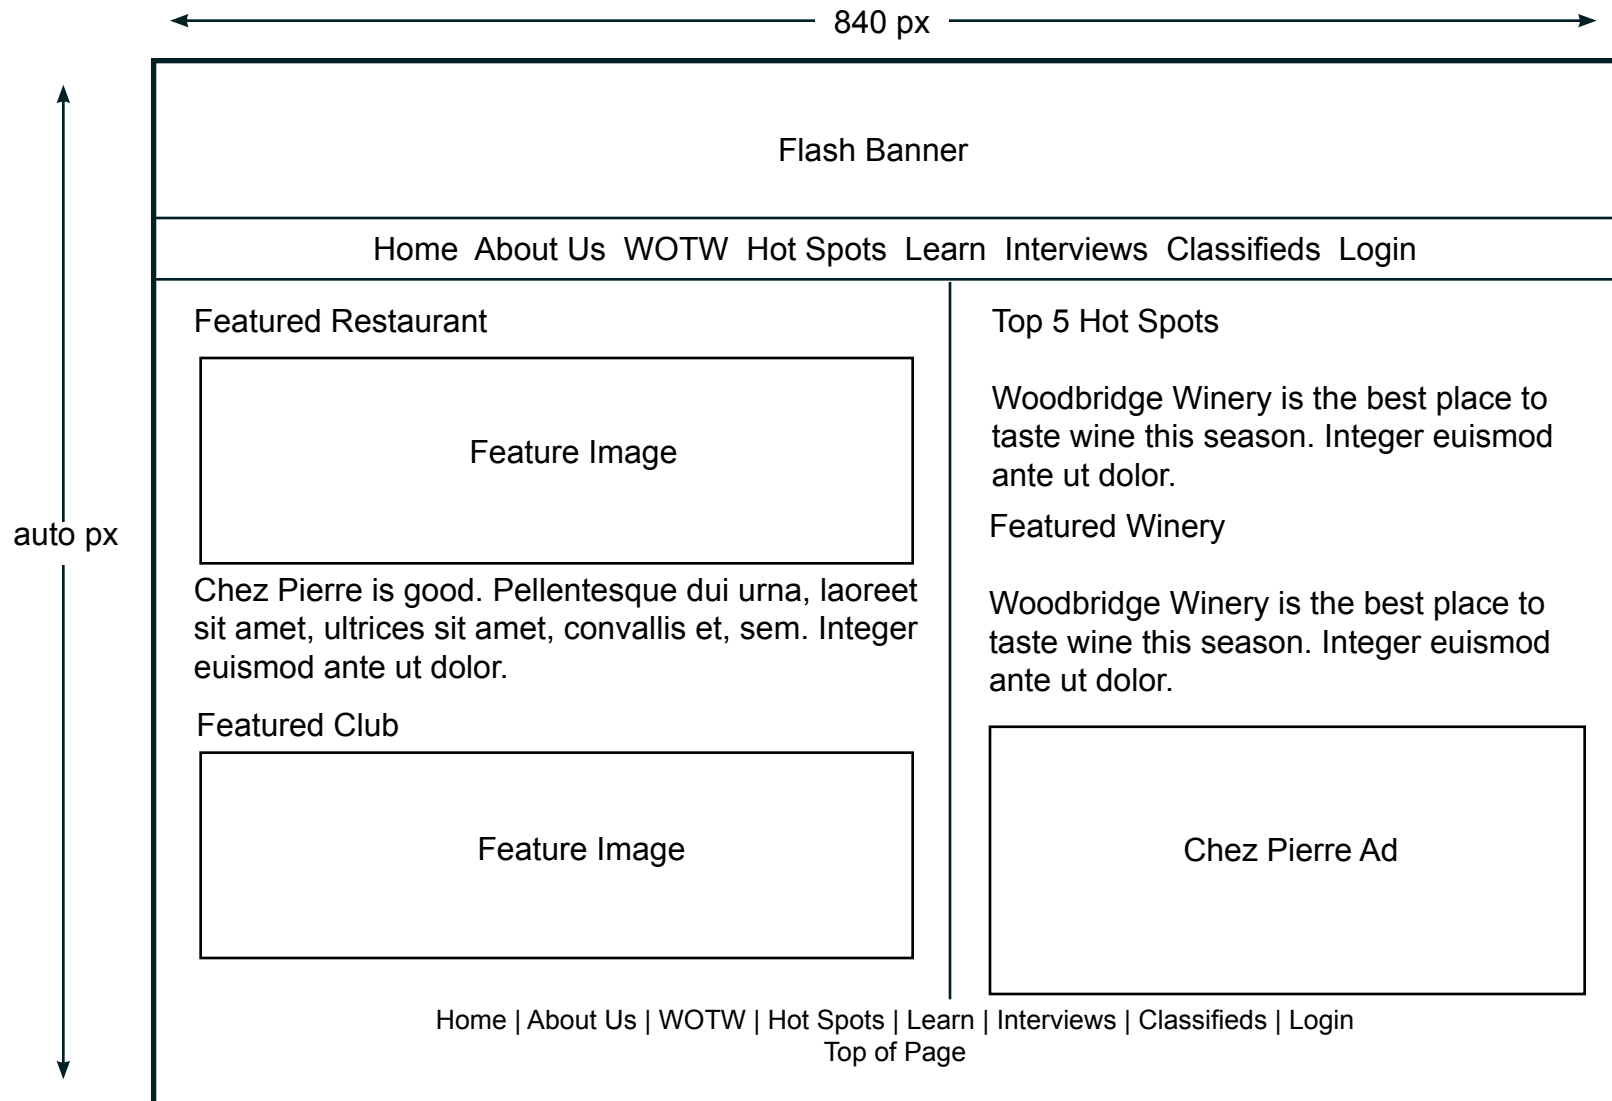 840 px
auto px
Flash Banner
Home About Us WOTW Hot Spots Learn Interviews Classifieds Login
Featured Restaurant
Feature Image
Chez Pierre is good. Pellentesque dui urna, laoreet
sit amet, ultrices sit amet, convallis et, sem. Integer
euismod ante ut dolor.
Featured Club
Feature Image
Top 5 Hot Spots
Woodbridge Winery is the best place to
taste wine this season. Integer euismod
ante ut dolor.
Featured Winery
Woodbridge Winery is the best place to
taste wine this season. Integer euismod
ante ut dolor.
Chez Pierre Ad
Home | About Us | WOTW | Hot Spots | Learn | Interviews | Classifieds | Login
Top of Page